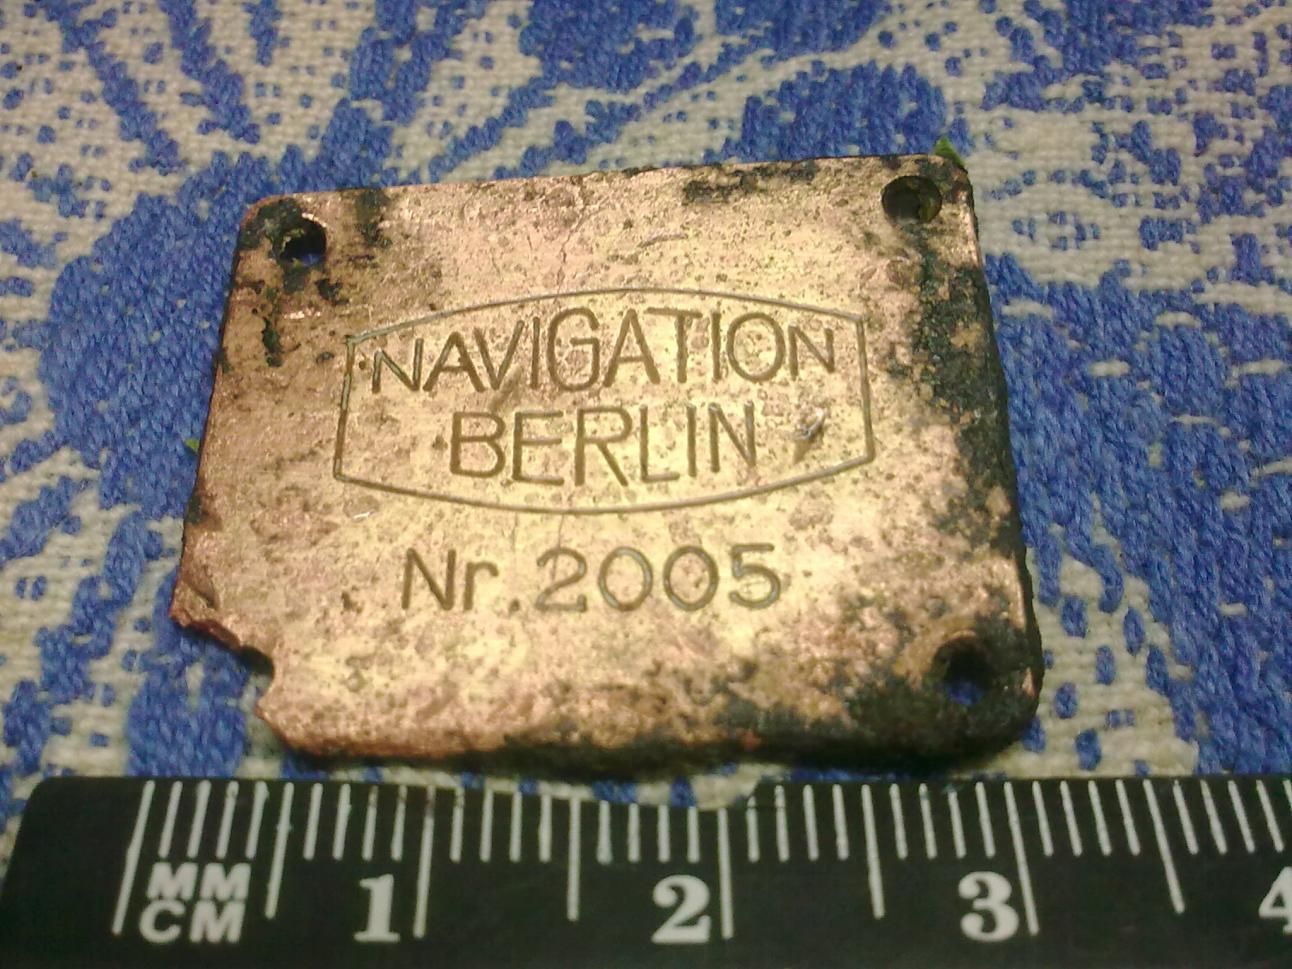 NAVIGATION
BERLIN
Nr. 2005
MM
CM
1 2 3 4